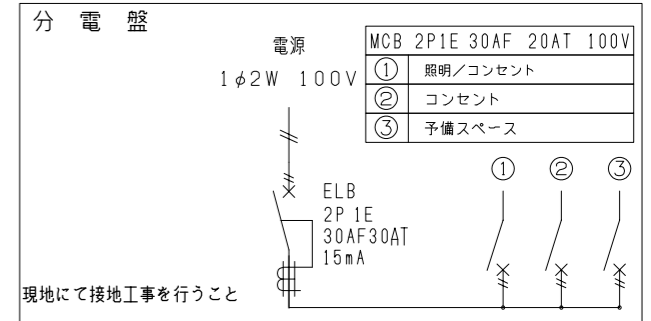 分電盤
電源
1φ2W 100V
MCB 2P1E 30AF 20AT 100V
① 照明/コンセント
② コンセント
③ 予備スペース
① ② ③
ELB
2P 1E
30AF30AT
15mA
現地にて接地工事を行うこと